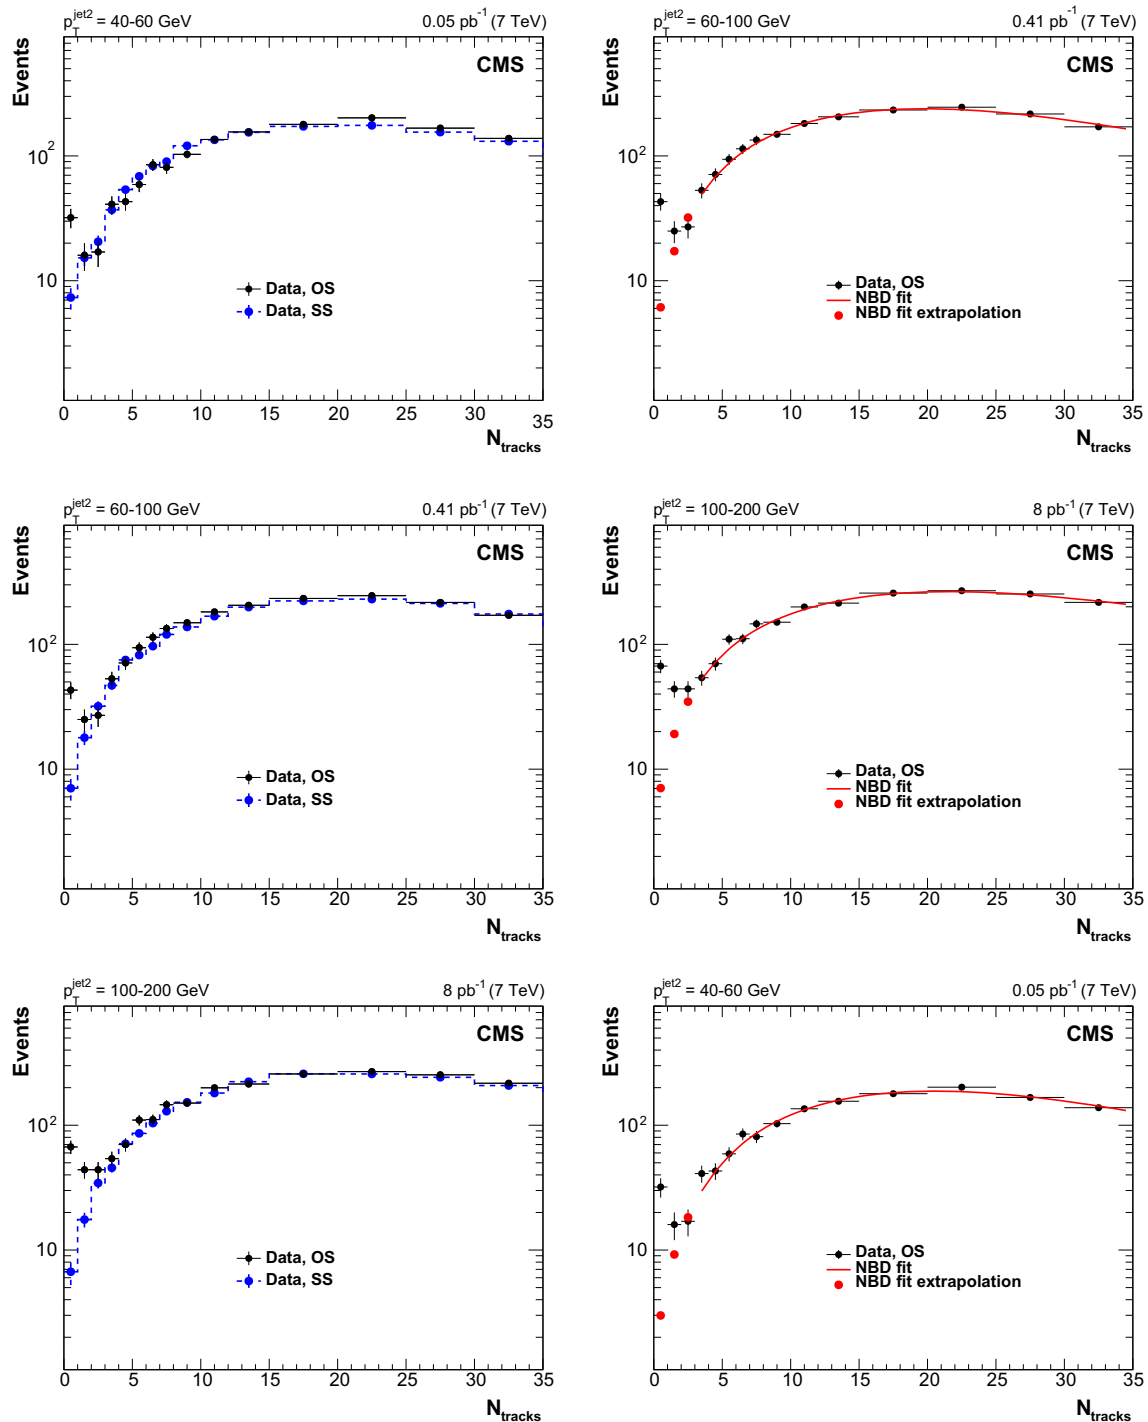 p_T^jet2 = 40-60 GeV 0.05 pb^-1 (7 TeV)
Events
CMS
10^2
10
Data, OS
Data, SS
0 5 10 15 20 25 30 35
N_tracks
p_T^jet2 = 60-100 GeV 0.41 pb^-1 (7 TeV)
Events
CMS
10^2
10
Data, OS
NBD fit
NBD fit extrapolation
0 5 10 15 20 25 30 35
N_tracks
p_T^jet2 = 60-100 GeV 0.41 pb^-1 (7 TeV)
Events
CMS
10^2
10
Data, OS
Data, SS
0 5 10 15 20 25 30 35
N_tracks
p_T^jet2 = 100-200 GeV 8 pb^-1 (7 TeV)
Events
CMS
10^2
10
Data, OS
NBD fit
NBD fit extrapolation
0 5 10 15 20 25 30 35
N_tracks
p_T^jet2 = 100-200 GeV 8 pb^-1 (7 TeV)
Events
CMS
10^2
10
Data, OS
Data, SS
0 5 10 15 20 25 30 35
N_tracks
p_T^jet2 = 40-60 GeV 0.05 pb^-1 (7 TeV)
Events
CMS
10^2
10
Data, OS
NBD fit
NBD fit extrapolation
0 5 10 15 20 25 30 35
N_tracks